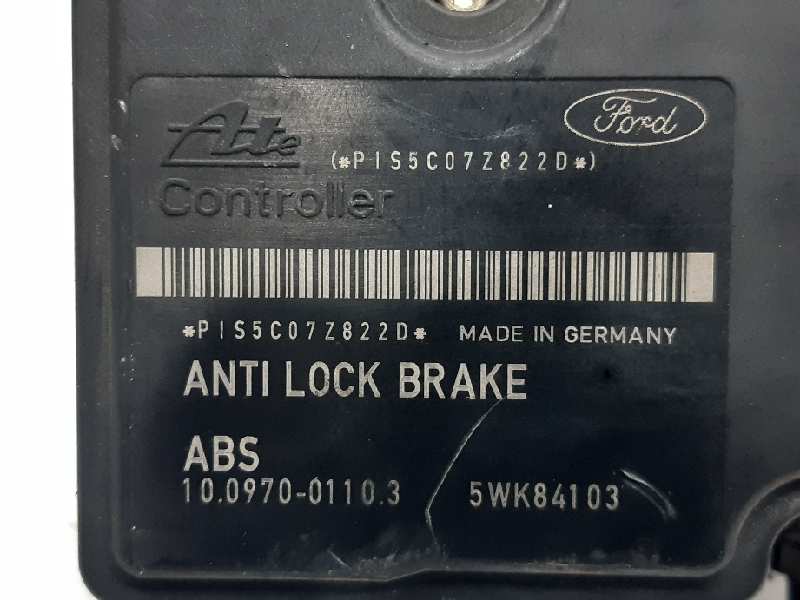 Ate
Ford
(*PIS5C07Z822D*)
Controller
*PIS5C07Z822D* MADE IN GERMANY
ANTI LOCK BRAKE
ABS
10.0970-0110.3 5WK84103